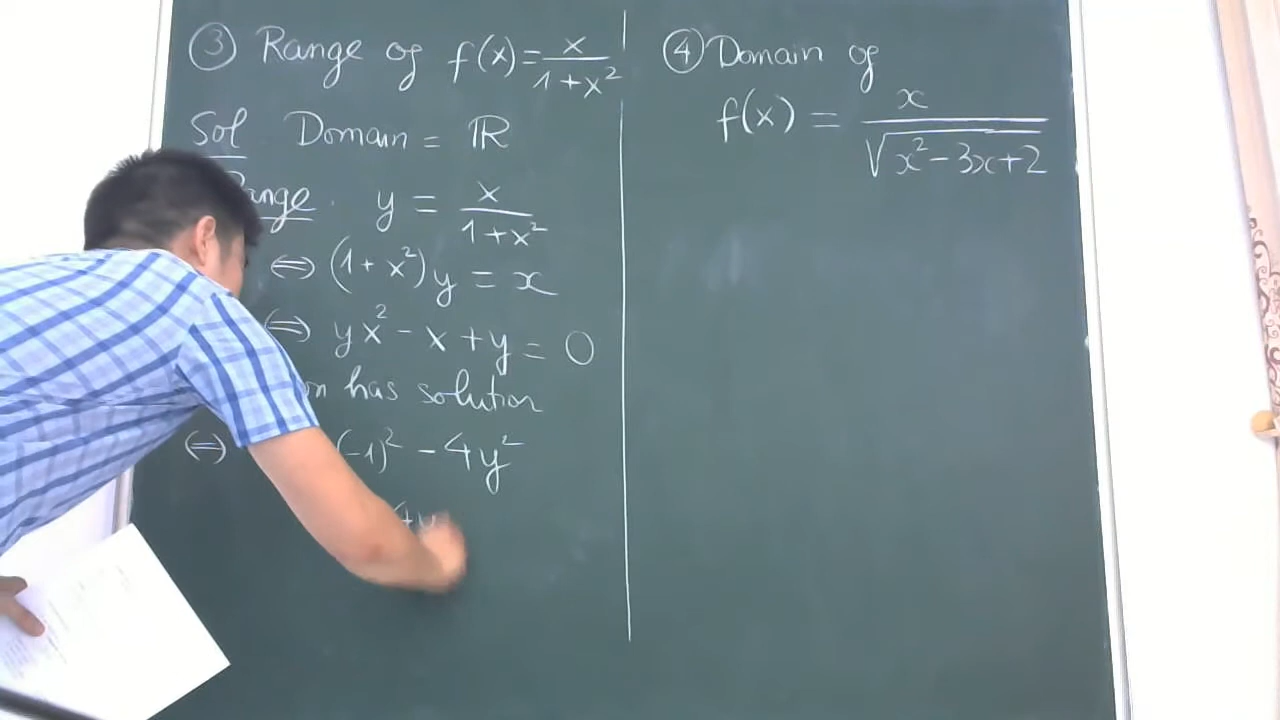 ③ Range of f(x) = x/(1+x²)
Sol Domain = ℝ
Range. y = x/(1+x²)
⇔ (1+x²)y = x
⇔ yx² - x + y = 0
has solution
⇔ (-1)² - 4y²
④ Domain of
f(x) = x/√(x²-3x+2)